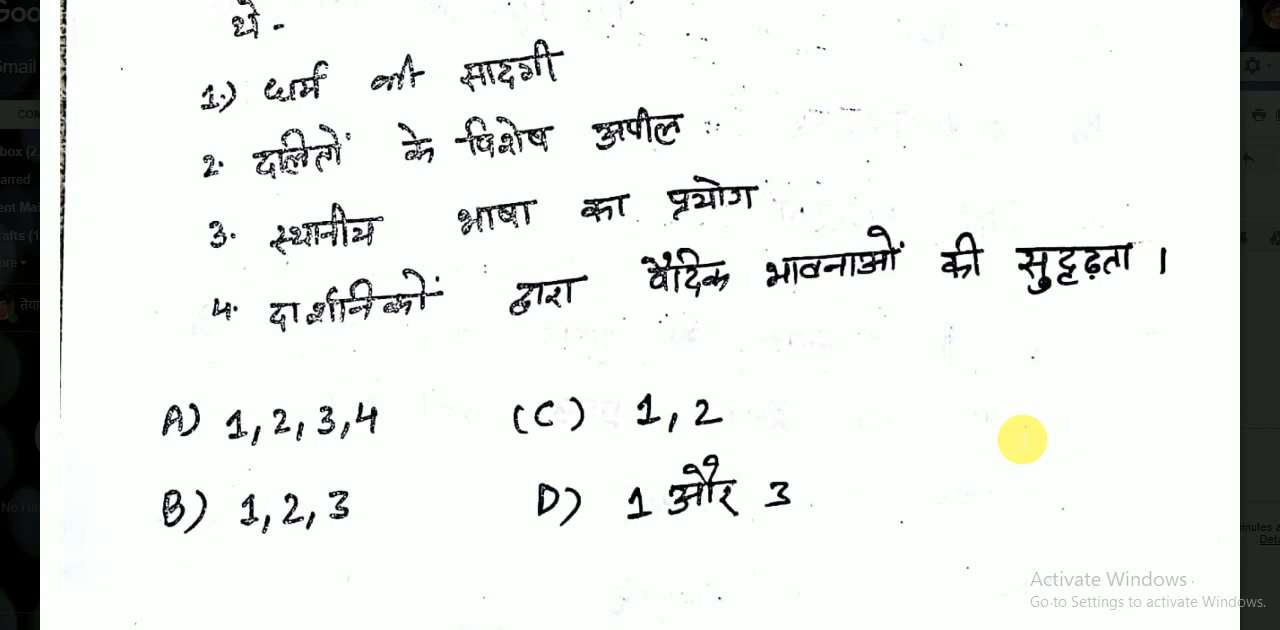 थे -
1.) धर्म की सादगी
2. दलितों के विशेष अपील
3. स्थानीय भाषा का प्रयोग
4. दार्शनिकों द्वारा वैदिक भावनाओं की सुदृढ़ता ।
A) 1,2,3,4 (C) 1,2
B) 1,2,3 D) 1 और 3
Activate Windows
Go to Settings to activate Windows.